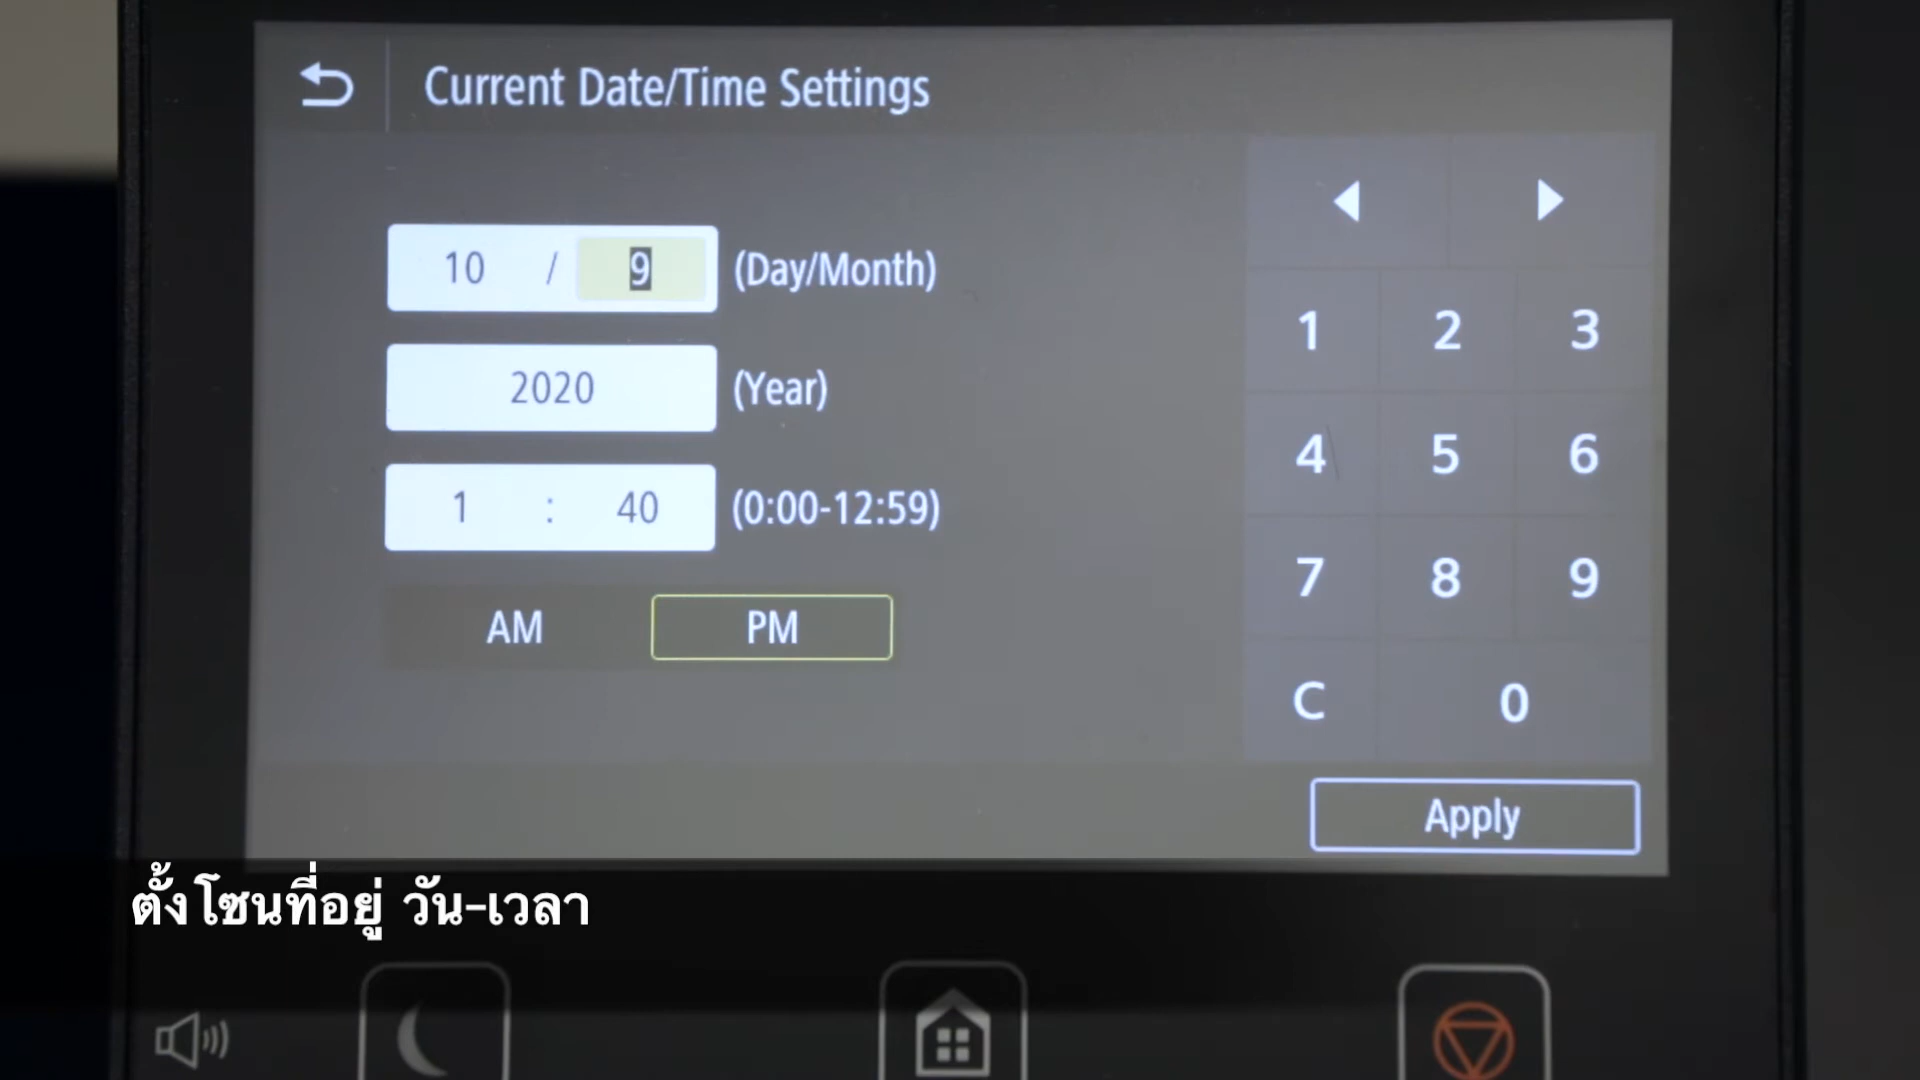 Current Date/Time Settings
10 / 9 (Day/Month)
2020 (Year)
1 : 40 (0:00-12:59)
AM PM
1 2 3
4 5 6
7 8 9
C 0
Apply
ตั้งโซนที่อยู่ วัน-เวลา